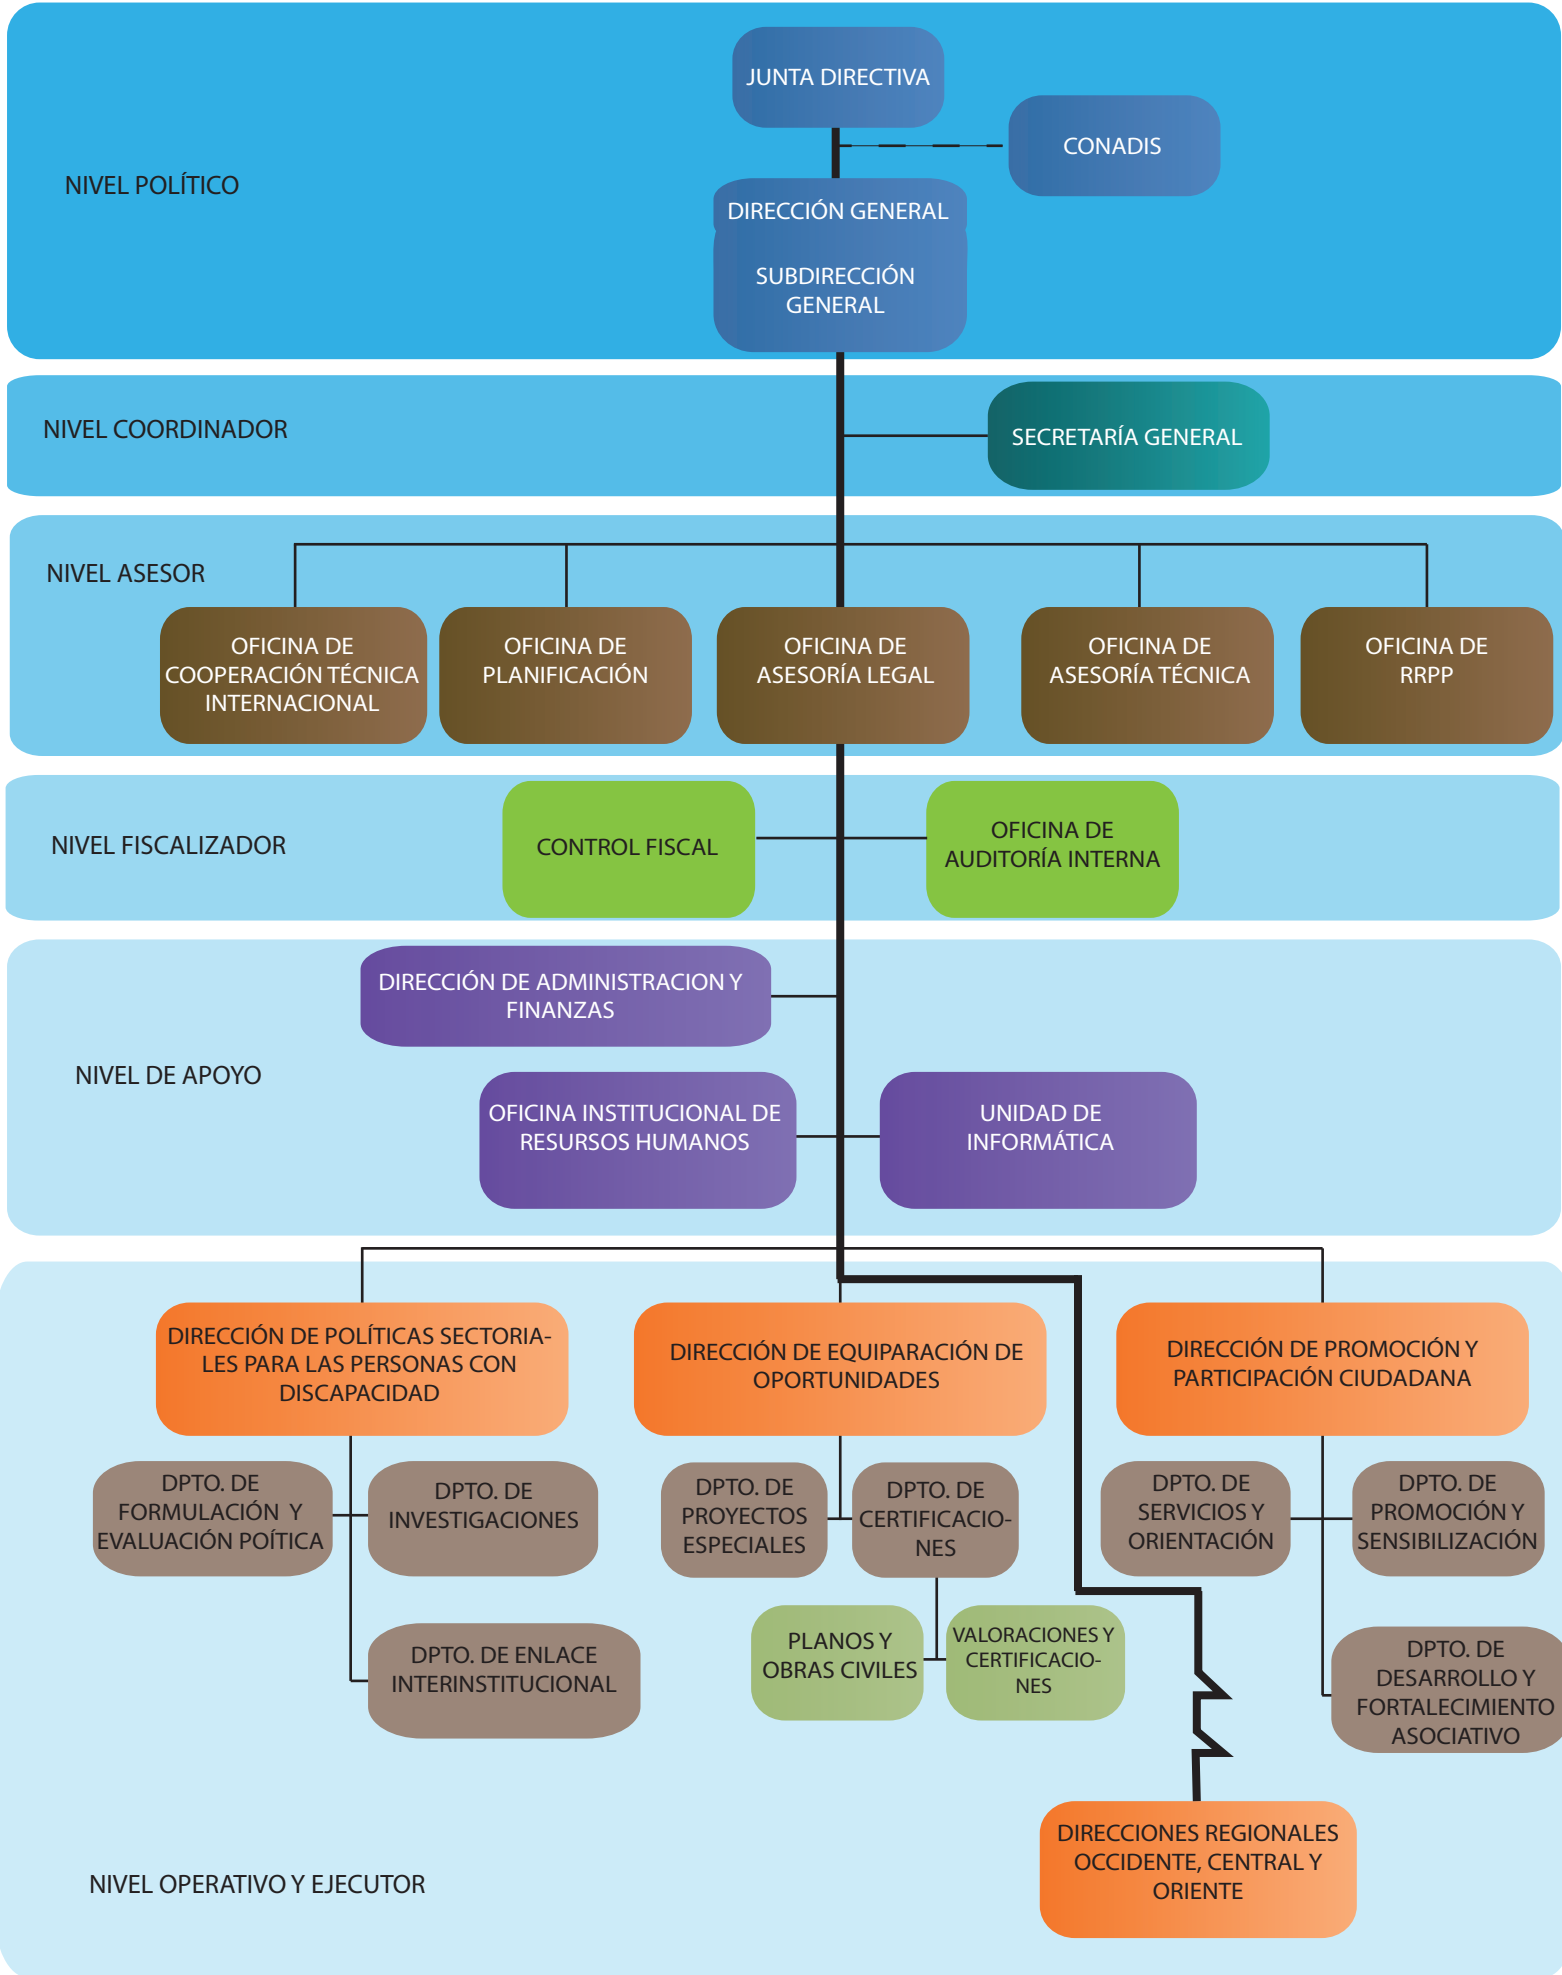 JUNTA DIRECTIVA
CONADIS
NIVEL POLÍTICO
DIRECCIÓN GENERAL
SUBDIRECCIÓN
GENERAL
NIVEL COORDINADOR
SECRETARÍA GENERAL
NIVEL ASESOR
OFICINA DE
COOPERACIÓN TÉCNICA
INTERNACIONAL
OFICINA DE
PLANIFICACIÓN
OFICINA DE
ASESORÍA LEGAL
OFICINA DE
ASESORÍA TÉCNICA
OFICINA DE
RRPP
NIVEL FISCALIZADOR
CONTROL FISCAL
OFICINA DE
AUDITORÍA INTERNA
DIRECCIÓN DE ADMINISTRACION Y
FINANZAS
NIVEL DE APOYO
OFICINA INSTITUCIONAL DE
RESURSOS HUMANOS
UNIDAD DE
INFORMÁTICA
DIRECCIÓN DE POLÍTICAS SECTORIA-
LES PARA LAS PERSONAS CON
DISCAPACIDAD
DIRECCIÓN DE EQUIPARACIÓN DE
OPORTUNIDADES
DIRECCIÓN DE PROMOCIÓN Y
PARTICIPACIÓN CIUDADANA
DPTO. DE
FORMULACIÓN Y
EVALUACIÓN POÍTICA
DPTO. DE
INVESTIGACIONES
DPTO. DE
PROYECTOS
ESPECIALES
DPTO. DE
CERTIFICACIO-
NES
DPTO. DE
SERVICIOS Y
ORIENTACIÓN
DPTO. DE
PROMOCIÓN Y
SENSIBILIZACIÓN
DPTO. DE ENLACE
INTERINSTITUCIONAL
PLANOS Y
OBRAS CIVILES
VALORACIONES Y
CERTIFICACIO-
NES
DPTO. DE
DESARROLLO Y
FORTALECIMIENTO
ASOCIATIVO
DIRECCIONES REGIONALES
OCCIDENTE, CENTRAL Y
ORIENTE
NIVEL OPERATIVO Y EJECUTOR